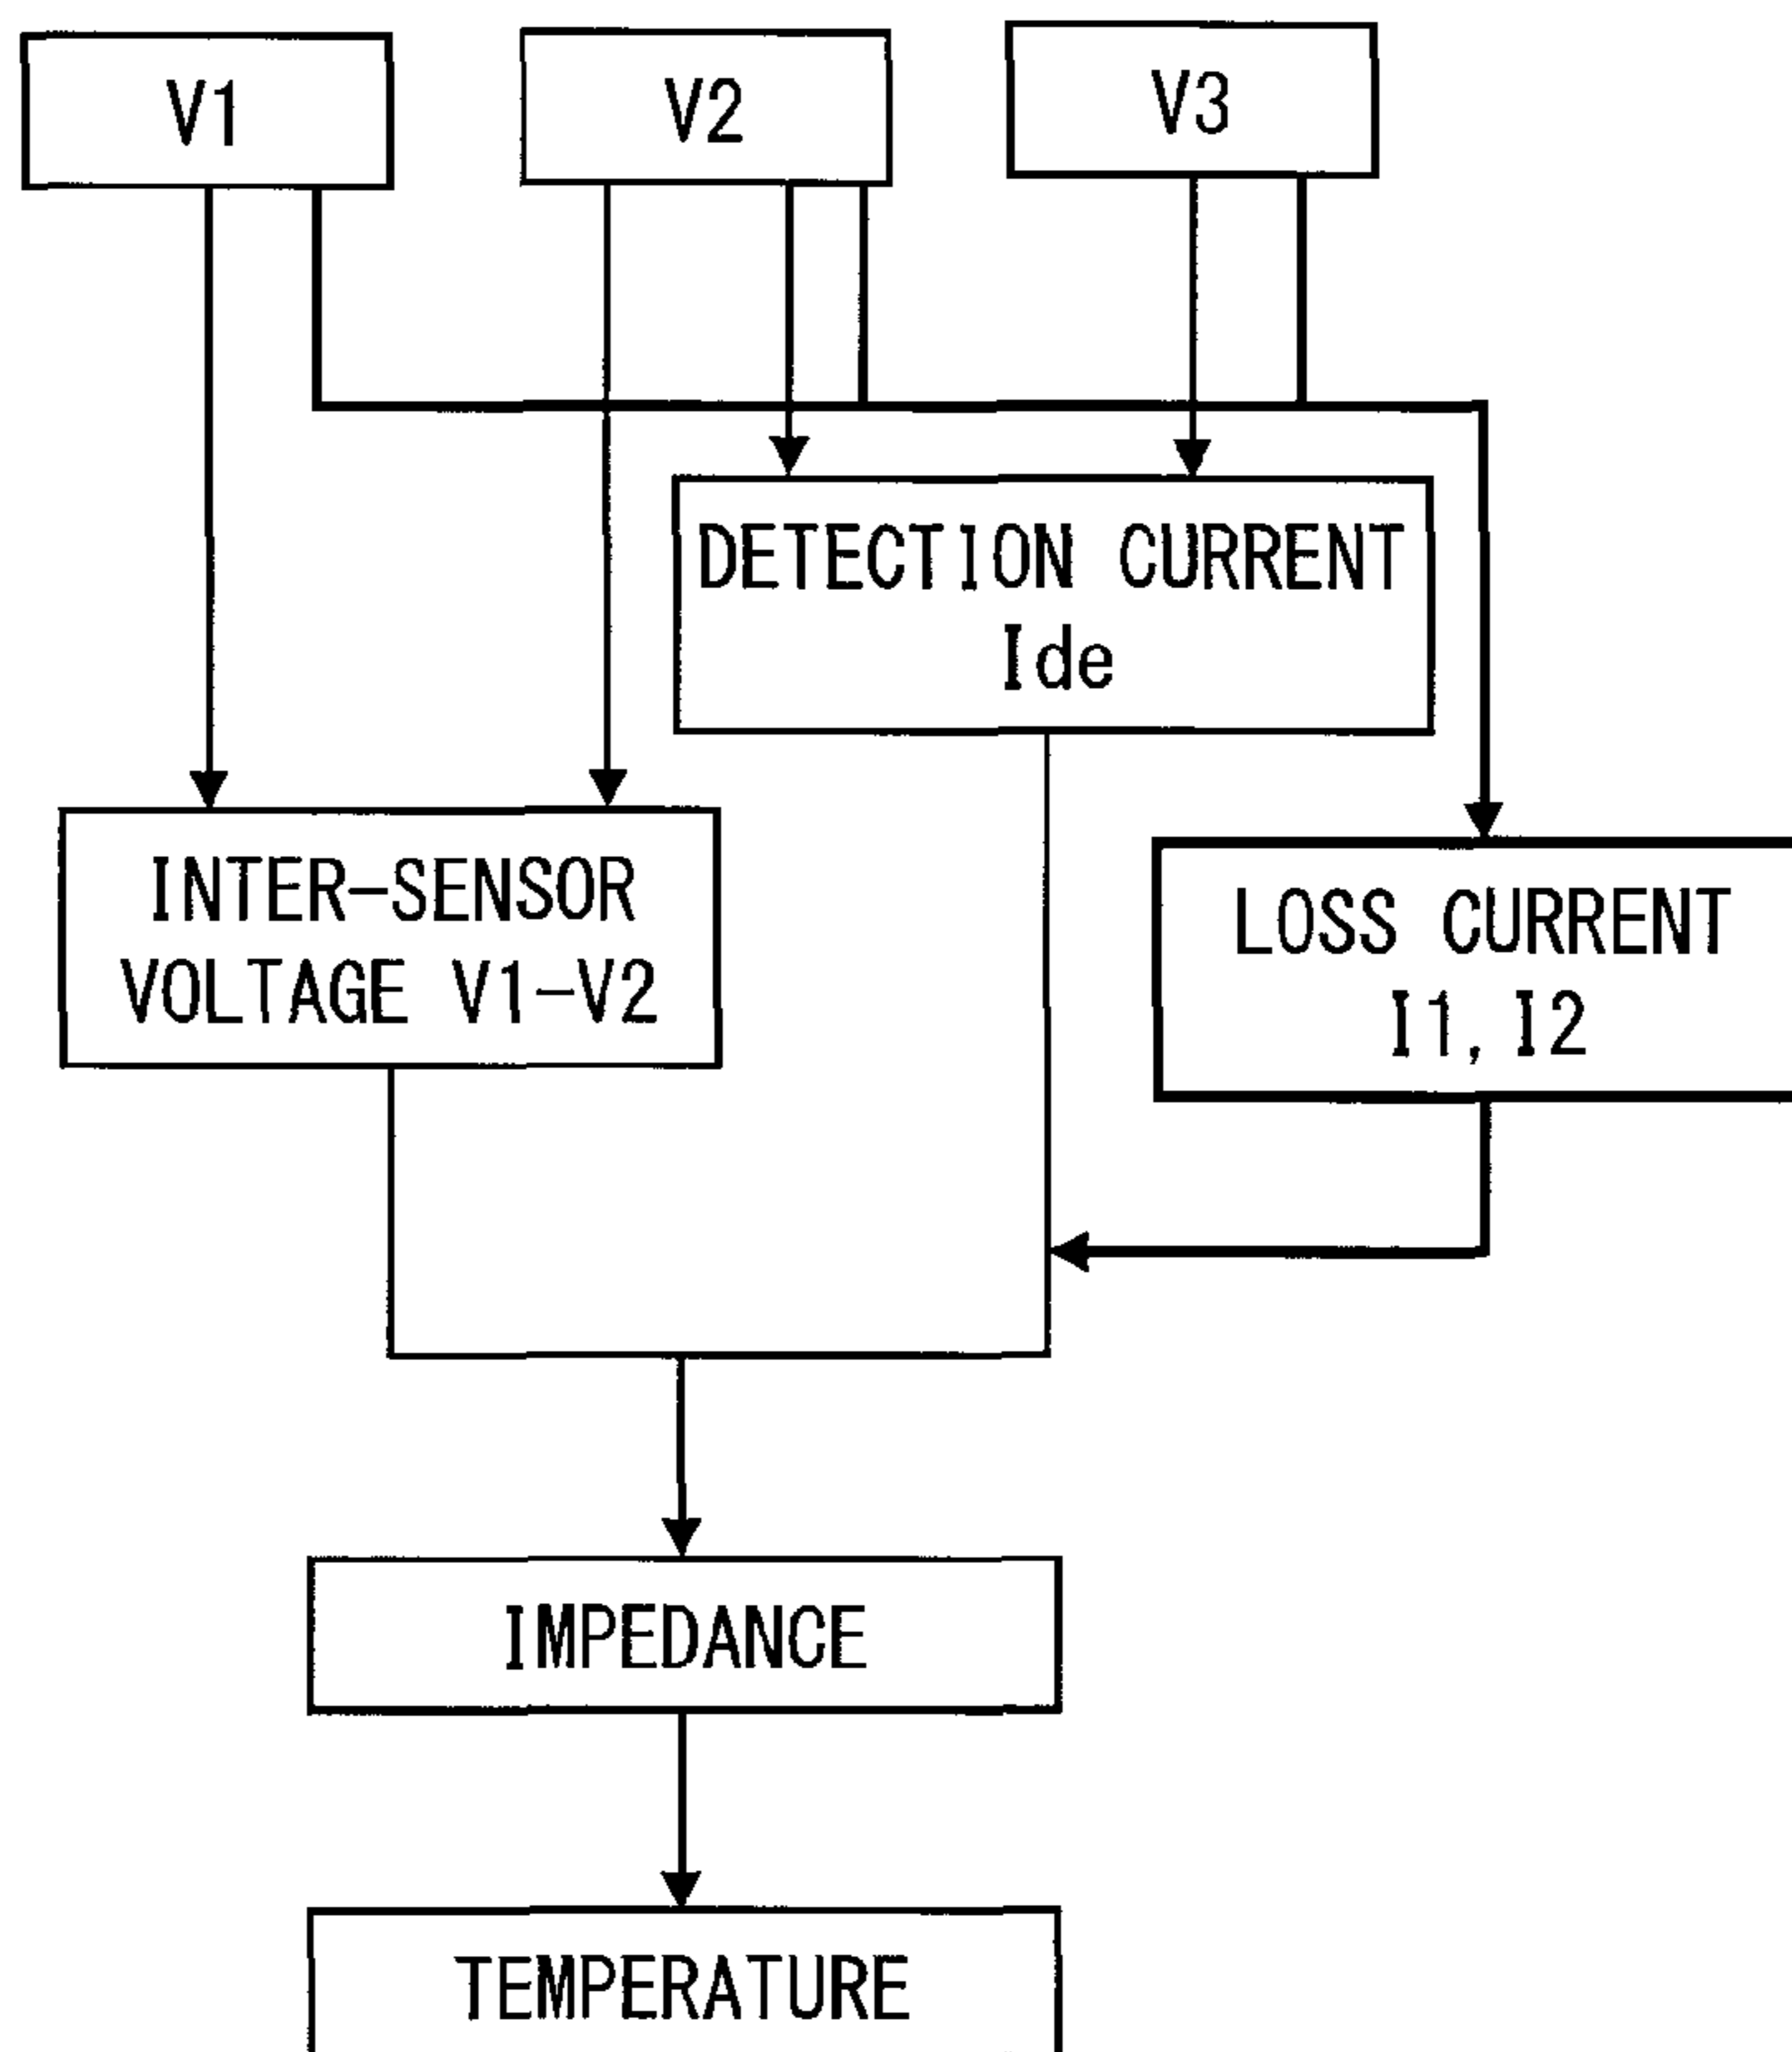 V1
V2
V3
DETECTION CURRENT
Ide
INTER-SENSOR
VOLTAGE V1-V2
LOSS CURRENT
I1, I2
IMPEDANCE
TEMPERATURE